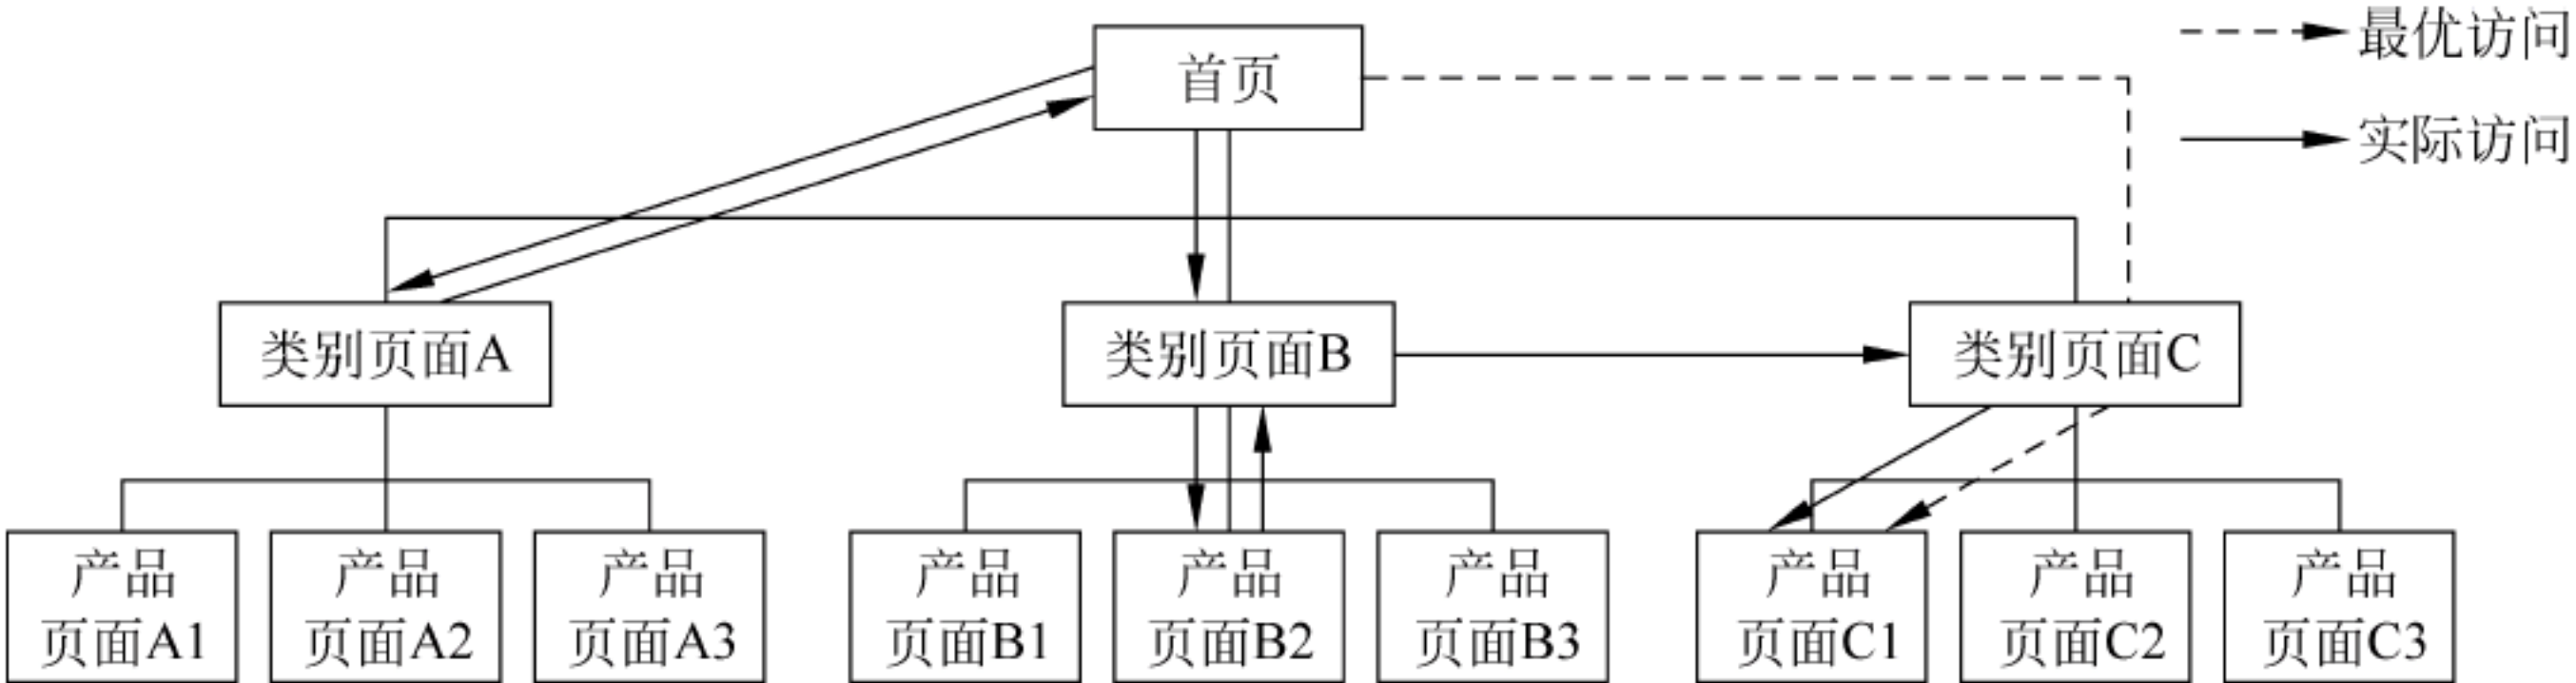 最优访问
首页
实际访问
类别页面A
类别页面B
类别页面C
产品
页面A1
产品
页面A2
产品
页面A3
产品
页面B1
产品
页面B2
产品
页面B3
产品
页面C1
产品
页面C2
产品
页面C3